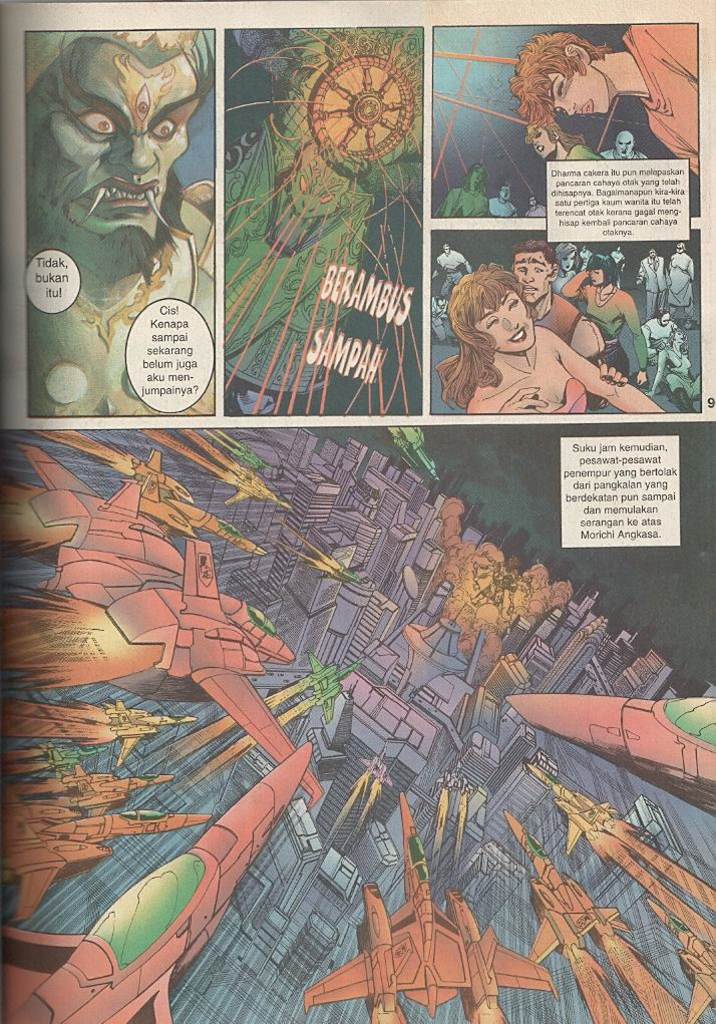 Tidak,
bukan
itu!
Cis!
Kenapa
sampai
sekarang
belum juga
aku men-
jumpainya?
BERAMBUS
SAMPAH
Dharma cakera itu pun melepaskan
pancaran cahaya otak yang telah
dihisapnya. Bagaimanapun kira-kira
satu pertiga kaum wanita itu telah
terencat otak kerana gagal meng-
hisap kembali pancaran cahaya
otaknya.
9
Suku jam kemudian,
pesawat-pesawat
penempur yang bertolak
dari pangkalan yang
berdekatan pun sampai
dan memulakan
serangan ke atas
Morichi Angkasa.